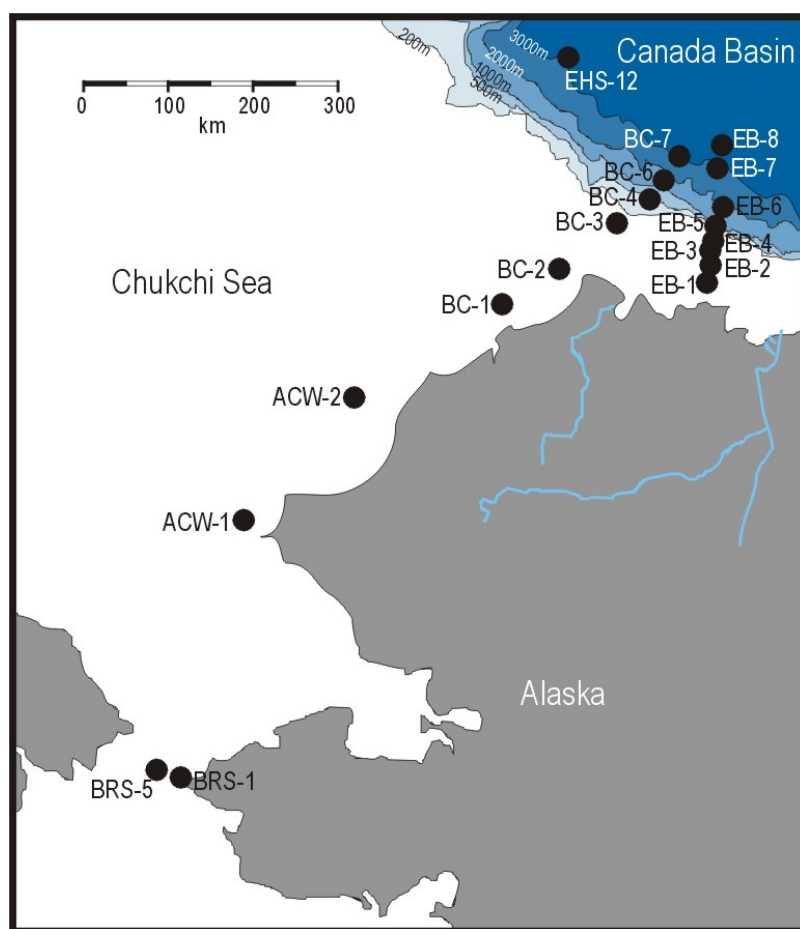 200m
3000m
2000m
1000m
500m
Canada Basin
EHS-12
0 100 200 300
km
BC-7
EB-8
EB-7
BC-6
BC-4
EB-6
BC-3
EB-5
EB-4
EB-3
BC-2
EB-2
Chukchi Sea
EB-1
BC-1
ACW-2
ACW-1
Alaska
BRS-5
BRS-1